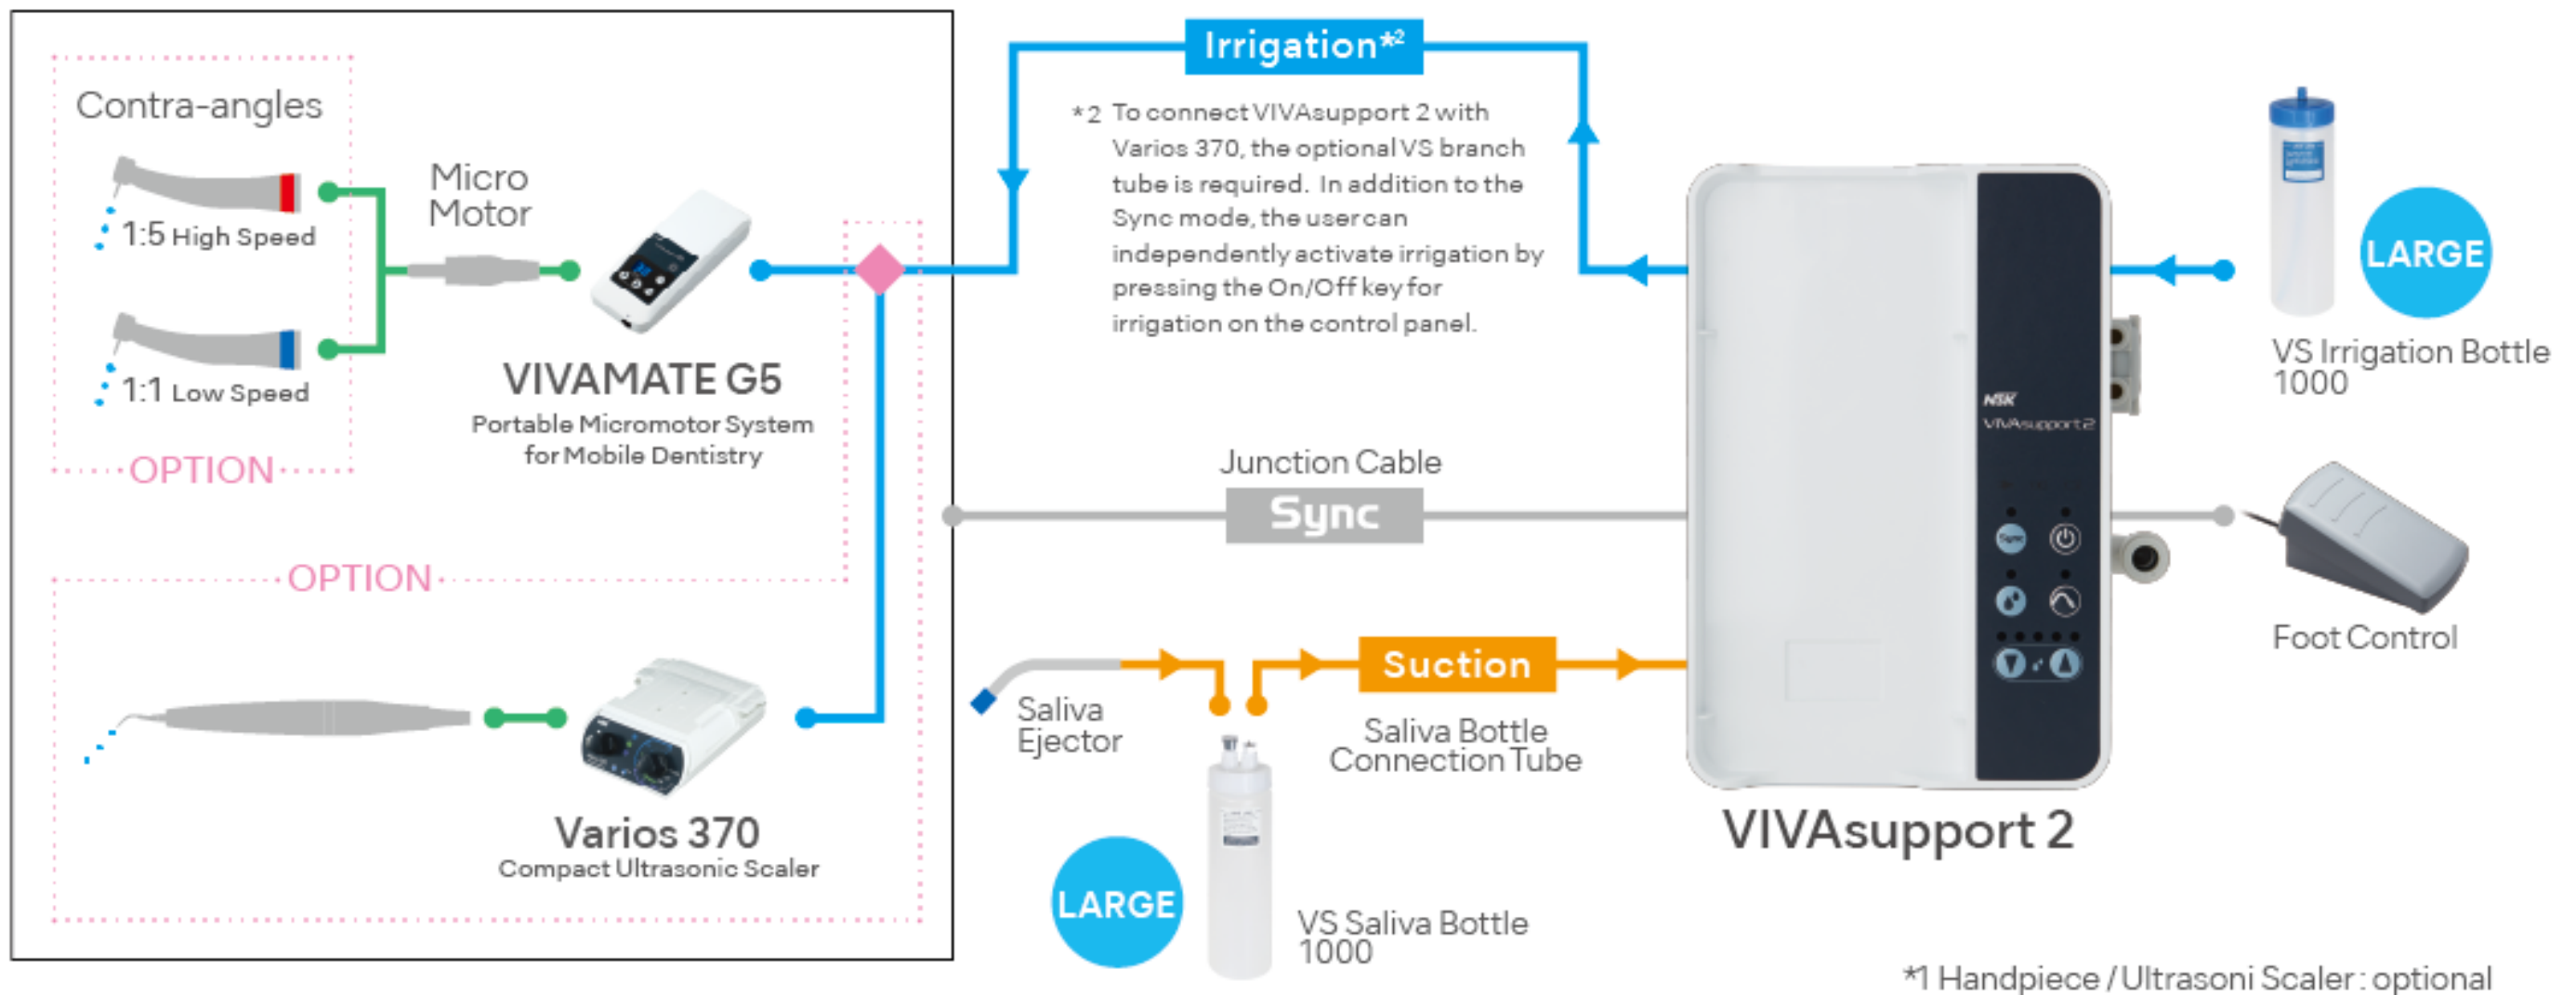 Contra-angles
1:5 High Speed
1:1 Low Speed
OPTION
Micro
Motor
VIVAMATE G5
Portable Micromotor System
for Mobile Dentistry
OPTION
Varios 370
Compact Ultrasonic Scaler
Irrigation*2
*2 To connect VIVAsupport 2 with
Varios 370, the optional VS branch
tube is required. In addition to the
Sync mode, the user can
independently activate irrigation by
pressing the On/Off key for
irrigation on the control panel.
Junction Cable
Sync
Saliva
Ejector
Suction
Saliva Bottle
Connection Tube
LARGE
VS Saliva Bottle
1000
NSK
VIVAsupport 2
Sync
VIVAsupport 2
LARGE
VS Irrigation Bottle
1000
Foot Control
*1 Handpiece / Ultrasoni Scaler : optional